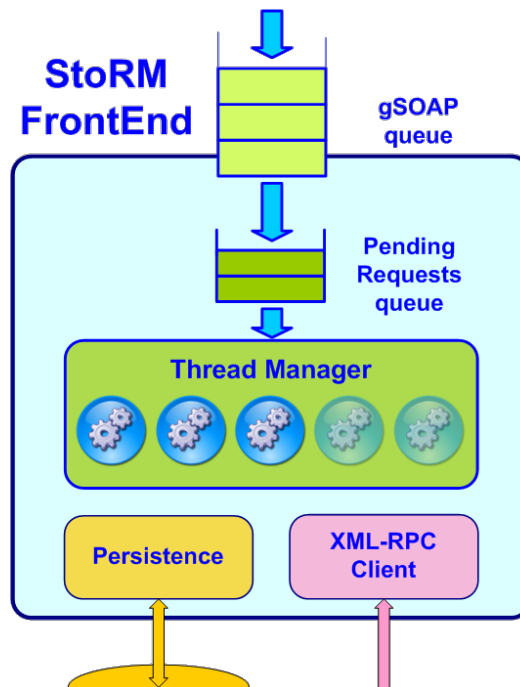 StoRM
FrontEnd
gSOAP
queue
Pending
Requests
queue
Thread Manager
Persistence
XML-RPC
Client